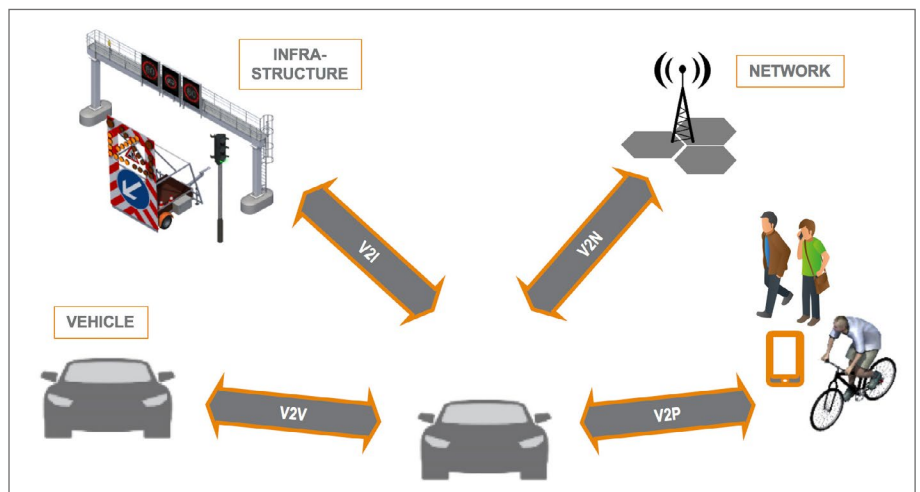 INFRA-
STRUCTURE
NETWORK
V2I
V2N
VEHICLE
V2V
V2P